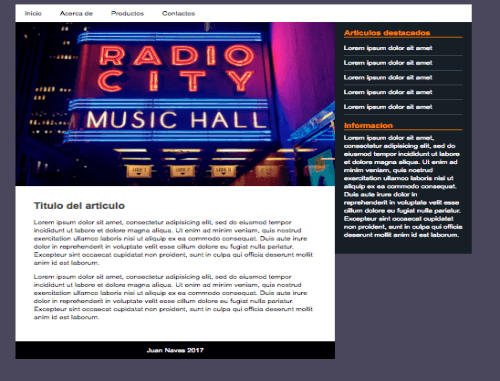 Inicio Acerca de Productos Contactos
RADIO
CITY
MUSIC HALL
Titulo del articulo
Lorem ipsum dolor sit amet, consectetur adipisicing elit, sed do eiusmod tempor
incididunt ut labore et dolore magna aliqua. Ut enim ad minim veniam, quis nostrud
exercitation ullamco laboris nisi ut aliquip ex ea commodo consequat. Duis aute irure
dolor in reprehenderit in voluptate velit esse cillum dolore eu fugiat nulla pariatur.
Excepteur sint occaecat cupidatat non proident, sunt in culpa qui officia deserunt mollit
anim id est laborum.
Lorem ipsum dolor sit amet, consectetur adipisicing elit, sed do eiusmod tempor
incididunt ut labore et dolore magna aliqua. Ut enim ad minim veniam, quis nostrud
exercitation ullamco laboris nisi ut aliquip ex ea commodo consequat. Duis aute irure
dolor in reprehenderit in voluptate velit esse cillum dolore eu fugiat nulla pariatur.
Excepteur sint occaecat cupidatat non proident, sunt in culpa qui officia deserunt mollit
anim id est laborum.
Articulos destacados
Lorem ipsum dolor sit amet
Lorem ipsum dolor sit amet
Lorem ipsum dolor sit amet
Lorem ipsum dolor sit amet
Lorem ipsum dolor sit amet
Informacion
Lorem ipsum dolor sit amet,
consectetur adipisicing elit, sed do
eiusmod tempor incididunt ut labore
et dolore magna aliqua. Ut enim ad
minim veniam, quis nostrud
exercitation ullamco laboris nisi ut
aliquip ex ea commodo consequat.
Duis aute irure dolor in
reprehenderit in voluptate velit esse
cillum dolore eu fugiat nulla pariatur.
Excepteur sint occaecat cupidatat
non proident, sunt in culpa qui
officia deserunt mollit anim id est
laborum.
Juan Navas 2017